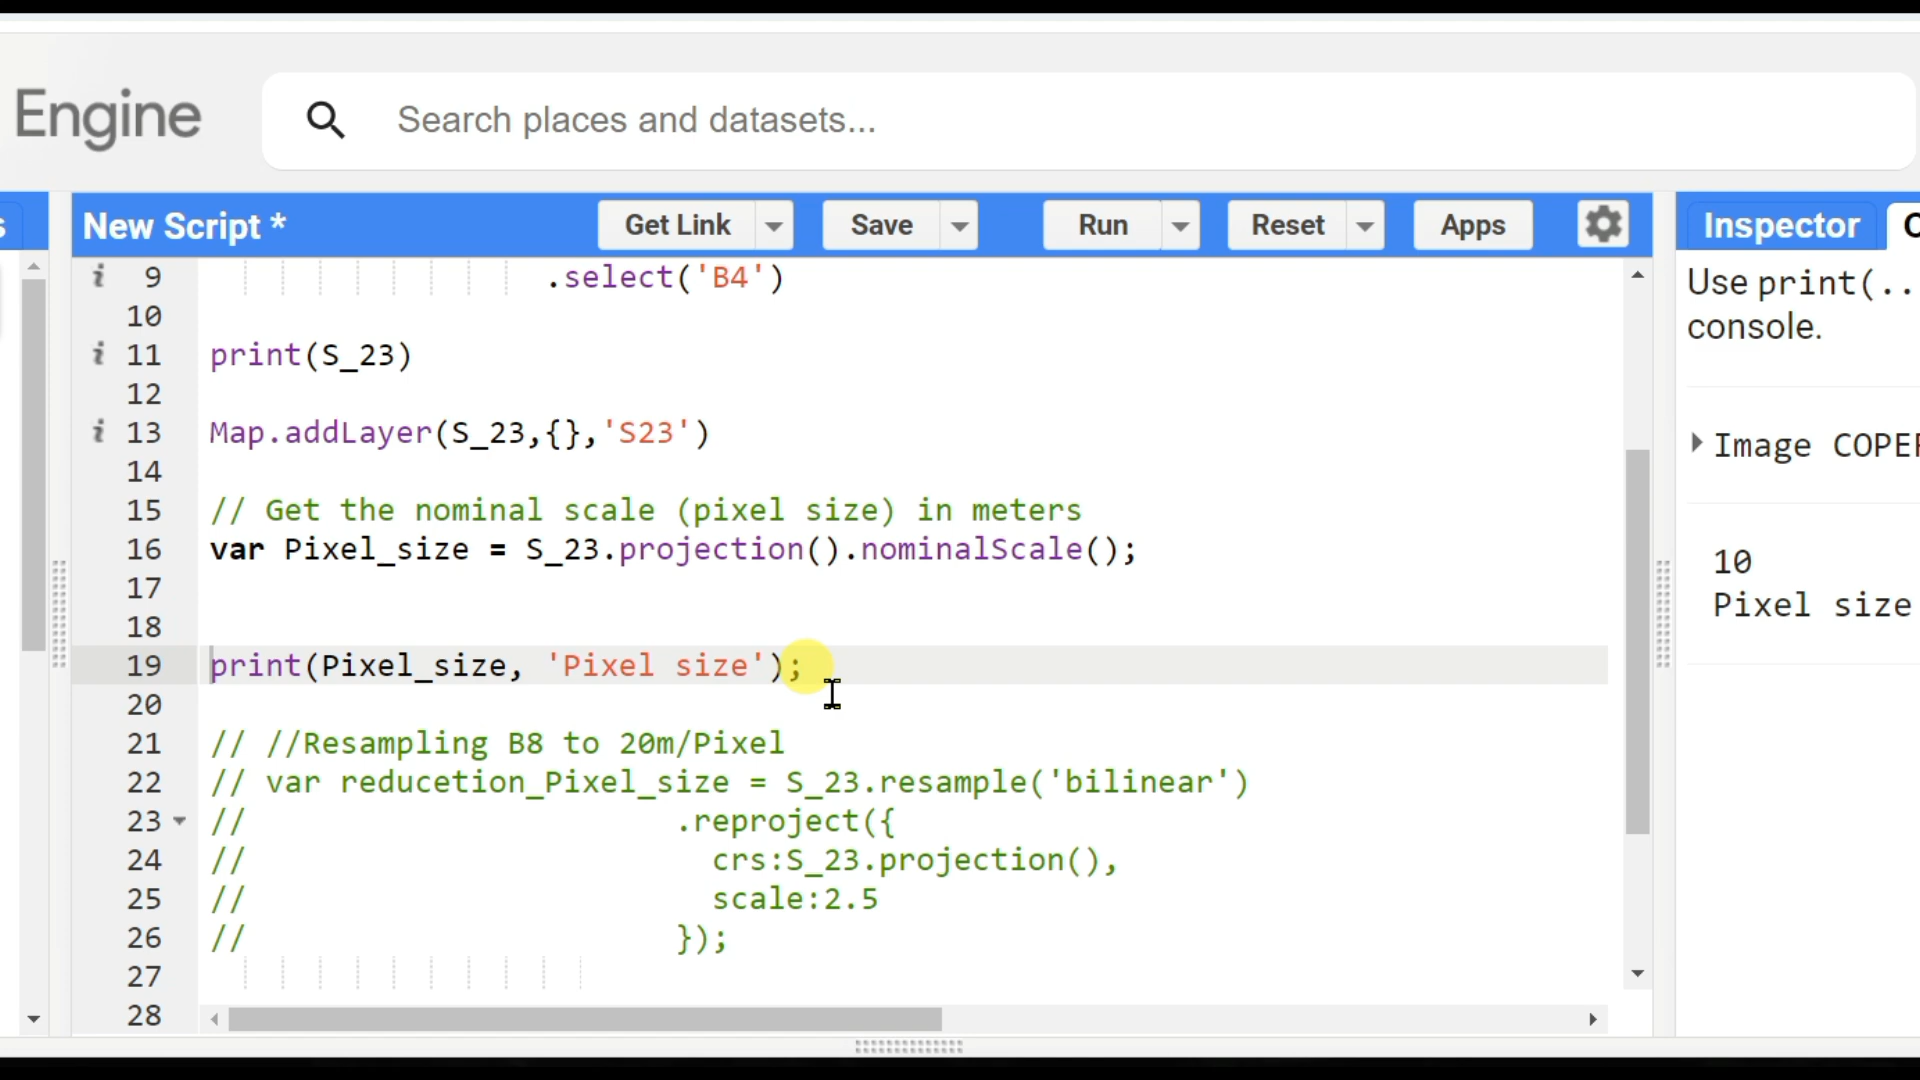 Engine
Search places and datasets...
New Script *
Get Link
Save
Run
Reset
Apps
Inspector
9 .select('B4')
10
11 print(S_23)
12
13 Map.addLayer(S_23,{},'S23')
14
15 // Get the nominal scale (pixel size) in meters
16 var Pixel_size = S_23.projection().nominalScale();
17
18
19 print(Pixel_size, 'Pixel size');
20
21 // //Resampling B8 to 20m/Pixel
22 // var reducetion_Pixel_size = S_23.resample('bilinear')
23 // .reproject({
24 // crs:S_23.projection(),
25 // scale:2.5
26 // });
27
28
Use print(..
console.
Image COPER
10
Pixel size